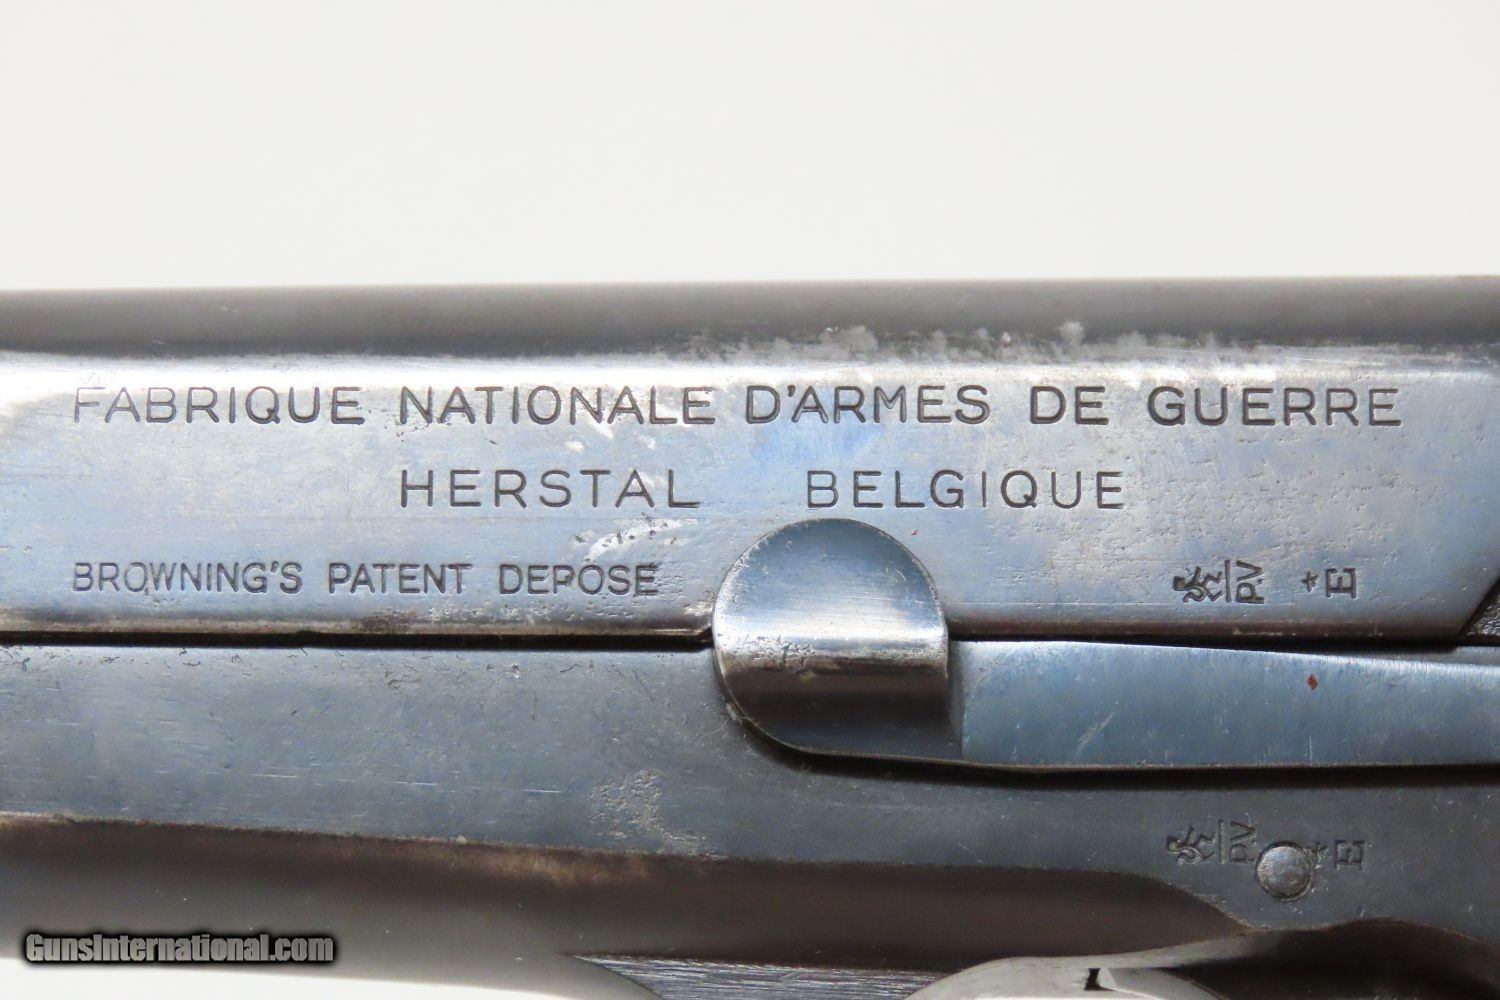 FABRIQUE NATIONALE D'ARMES DE GUERRE
HERSTAL BELGIQUE
BROWNING'S PATENT DEPOSE
PV *E
PV *E
GunsInternational.com